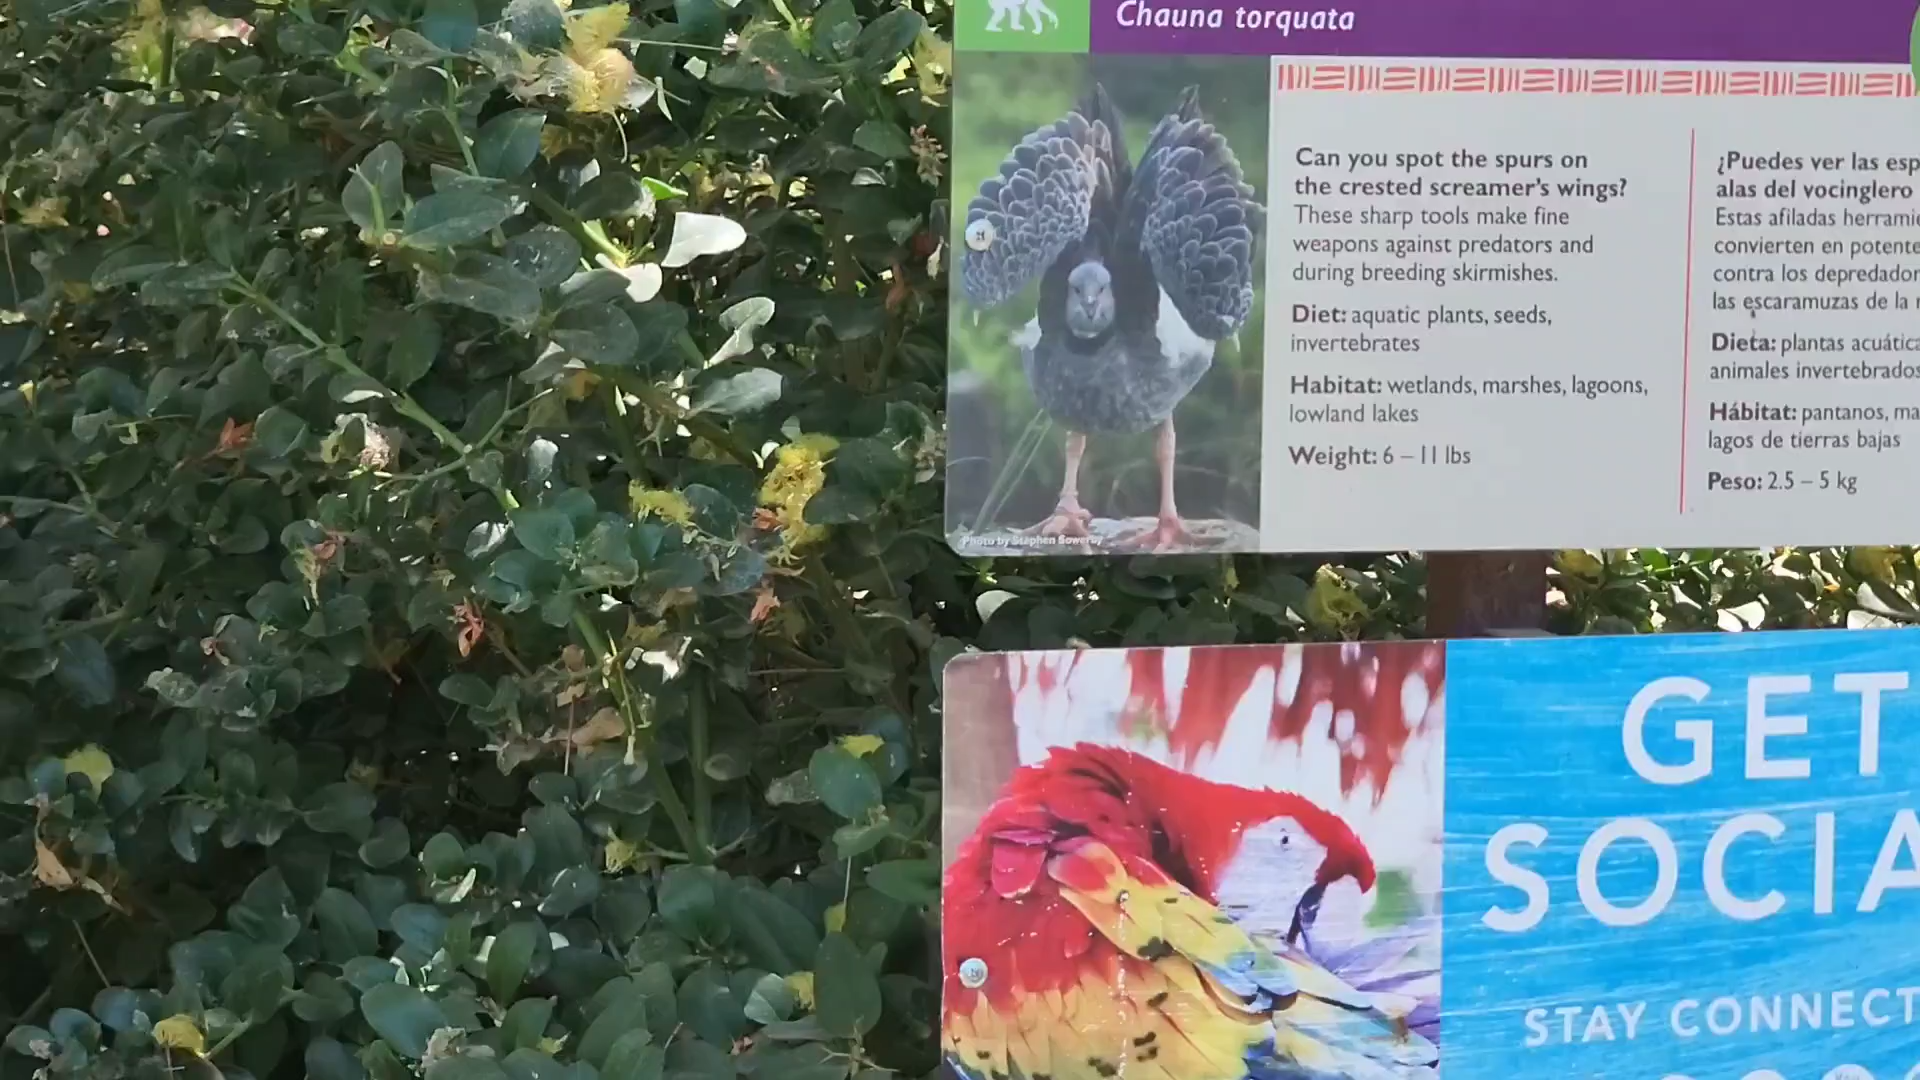 Chauna torquata
Can you spot the spurs on
the crested screamer's wings?
These sharp tools make fine
weapons against predators and
during breeding skirmishes.
Diet: aquatic plants, seeds,
invertebrates
Habitat: wetlands, marshes, lagoons,
lowland lakes
Weight: 6 – 11 lbs
¿Puedes ver las esp
alas del vocinglero
Estas afiladas herramie
convierten en potente
contra los depredador
las escaramuzas de la
Dieta: plantas acuática
animales invertebrados
Hábitat: pantanos, ma
lagos de tierras bajas
Peso: 2.5 – 5 kg
Photo by Stephen Sowerby
GET
SOCIA
STAY CONNECT